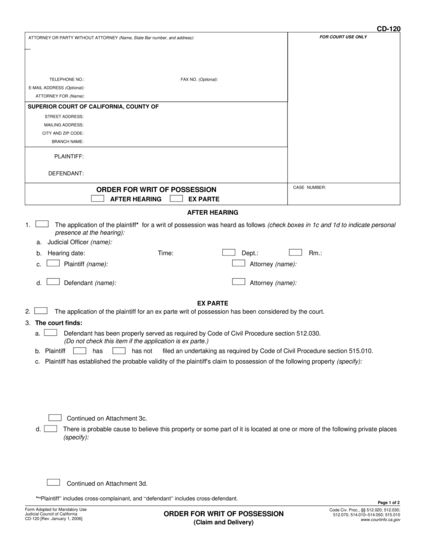 CD-120
ATTORNEY OR PARTY WITHOUT ATTORNEY (Name, State Bar number, and address):
FOR COURT USE ONLY
TELEPHONE NO.: FAX NO. (Optional):
E-MAIL ADDRESS (Optional):
ATTORNEY FOR (Name):
SUPERIOR COURT OF CALIFORNIA, COUNTY OF
STREET ADDRESS:
MAILING ADDRESS:
CITY AND ZIP CODE:
BRANCH NAME:
PLAINTIFF:
DEFENDANT:
ORDER FOR WRIT OF POSSESSION
AFTER HEARING EX PARTE
CASE NUMBER:
AFTER HEARING
1. The application of the plaintiff* for a writ of possession was heard as follows (check boxes in 1c and 1d to indicate personal
presence at the hearing):
a. Judicial Officer (name):
b. Hearing date: Time: Dept.: Rm.:
c. Plaintiff (name): Attorney (name):
d. Defendant (name): Attorney (name):
EX PARTE
2. The application of the plaintiff for an ex parte writ of possession has been considered by the court.
3. The court finds:
a. Defendant has been properly served as required by Code of Civil Procedure section 512.030.
(Do not check this item if the application is ex parte.)
b. Plaintiff has has not filed an undertaking as required by Code of Civil Procedure section 515.010.
c. Plaintiff has established the probable validity of the plaintiff's claim to possession of the following property (specify):
Continued on Attachment 3c.
d. There is probable cause to believe this property or some part of it is located at one or more of the following private places
(specify):
Continued on Attachment 3d.
*"Plaintiff" includes cross-complainant, and "defendant" includes cross-defendant.
Page 1 of 2
Form Adopted for Mandatory Use
Judicial Council of California
CD-120 [Rev. January 1, 2006]
ORDER FOR WRIT OF POSSESSION
(Claim and Delivery)
Code Civ. Proc., §§ 512.020, 512.030,
512.070, 514.010–514.050, 515.010
www.courtinfo.ca.gov